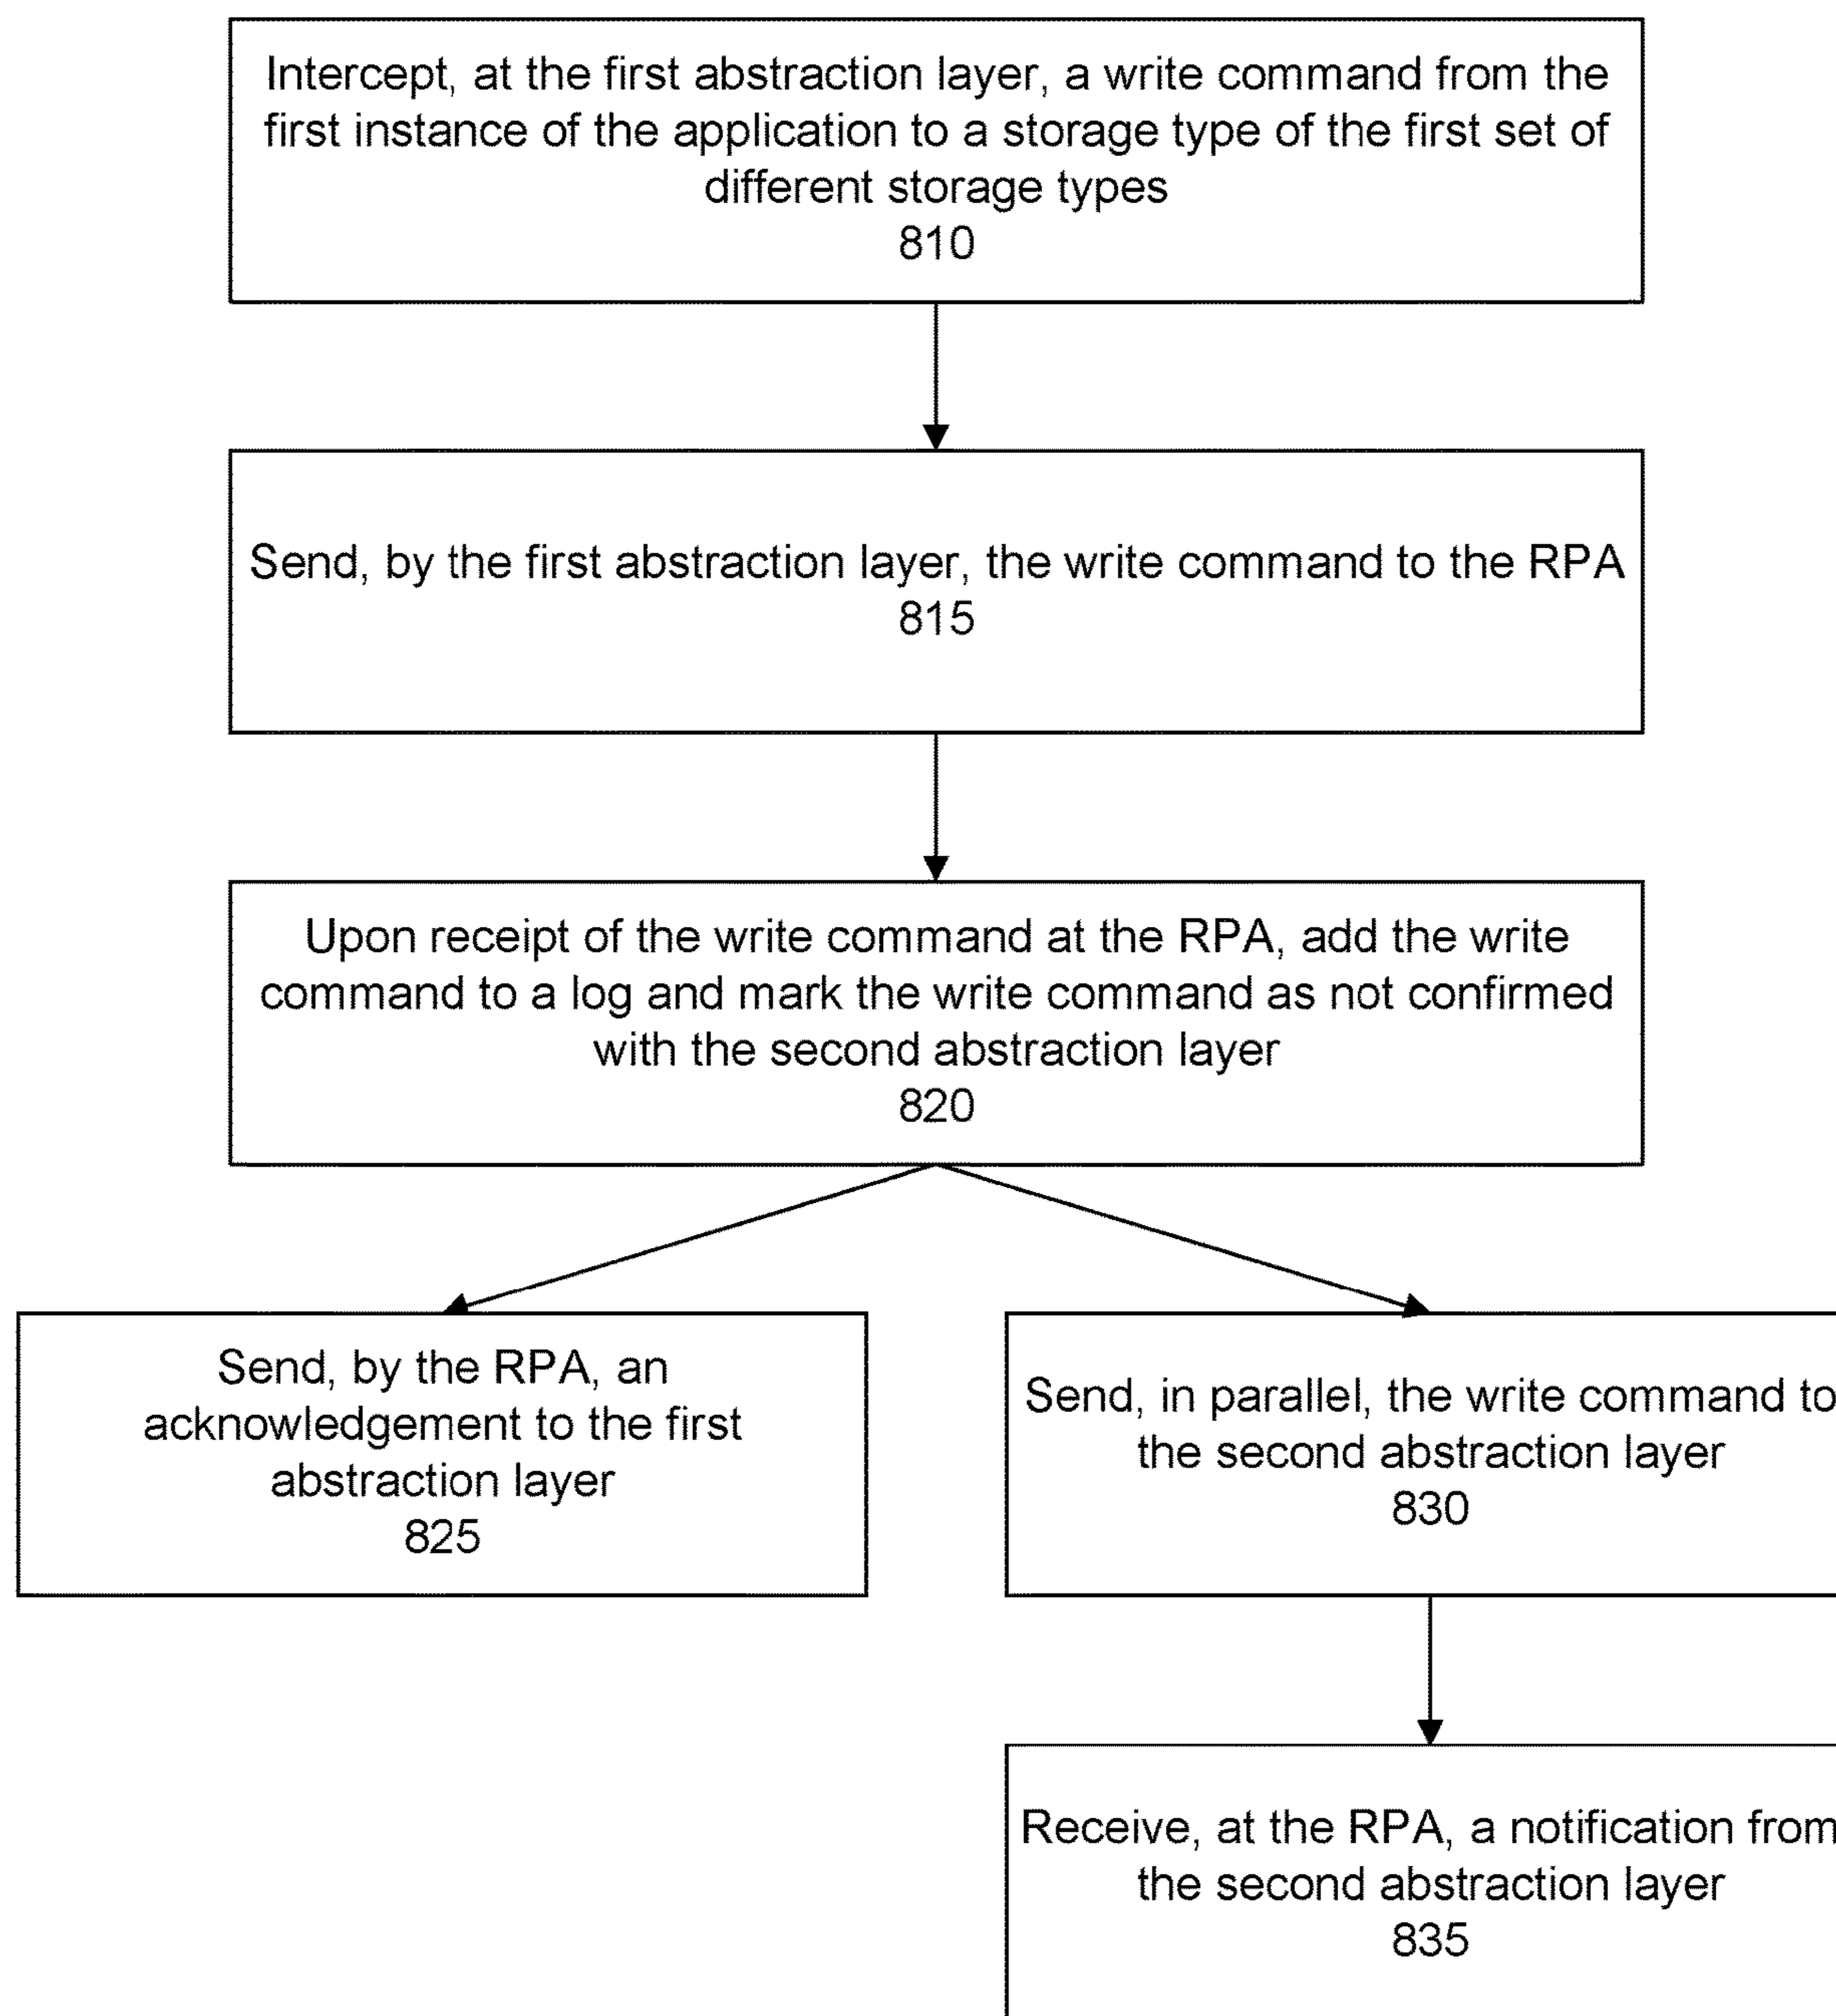 Intercept, at the first abstraction layer, a write command from the
first instance of the application to a storage type of the first set of
different storage types
810
Send, by the first abstraction layer, the write command to the RPA
815
Upon receipt of the write command at the RPA, add the write
command to a log and mark the write command as not confirmed
with the second abstraction layer
820
Send, by the RPA, an
acknowledgement to the first
abstraction layer
825
Send, in parallel, the write command to
the second abstraction layer
830
Receive, at the RPA, a notification from
the second abstraction layer
835